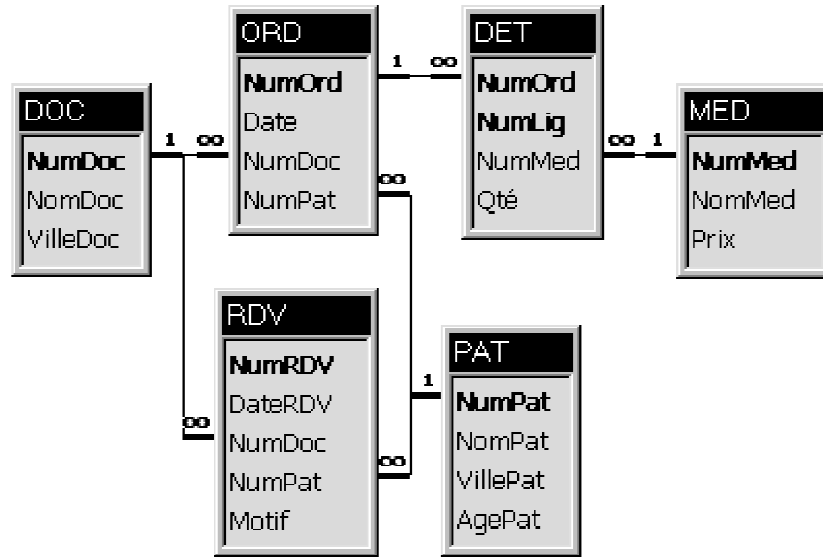 DOC
NumDoc
NomDoc
VilleDoc
1 ∞
ORD
NumOrd
Date
NumDoc
NumPat
1 ∞
∞
DET
NumOrd
NumLig
NumMed
Qté
∞ 1
MED
NumMed
NomMed
Prix
RDV
NumRDV
DateRDV
NumDoc
NumPat
Motif
∞
∞
1
PAT
NumPat
NomPat
VillePat
AgePat